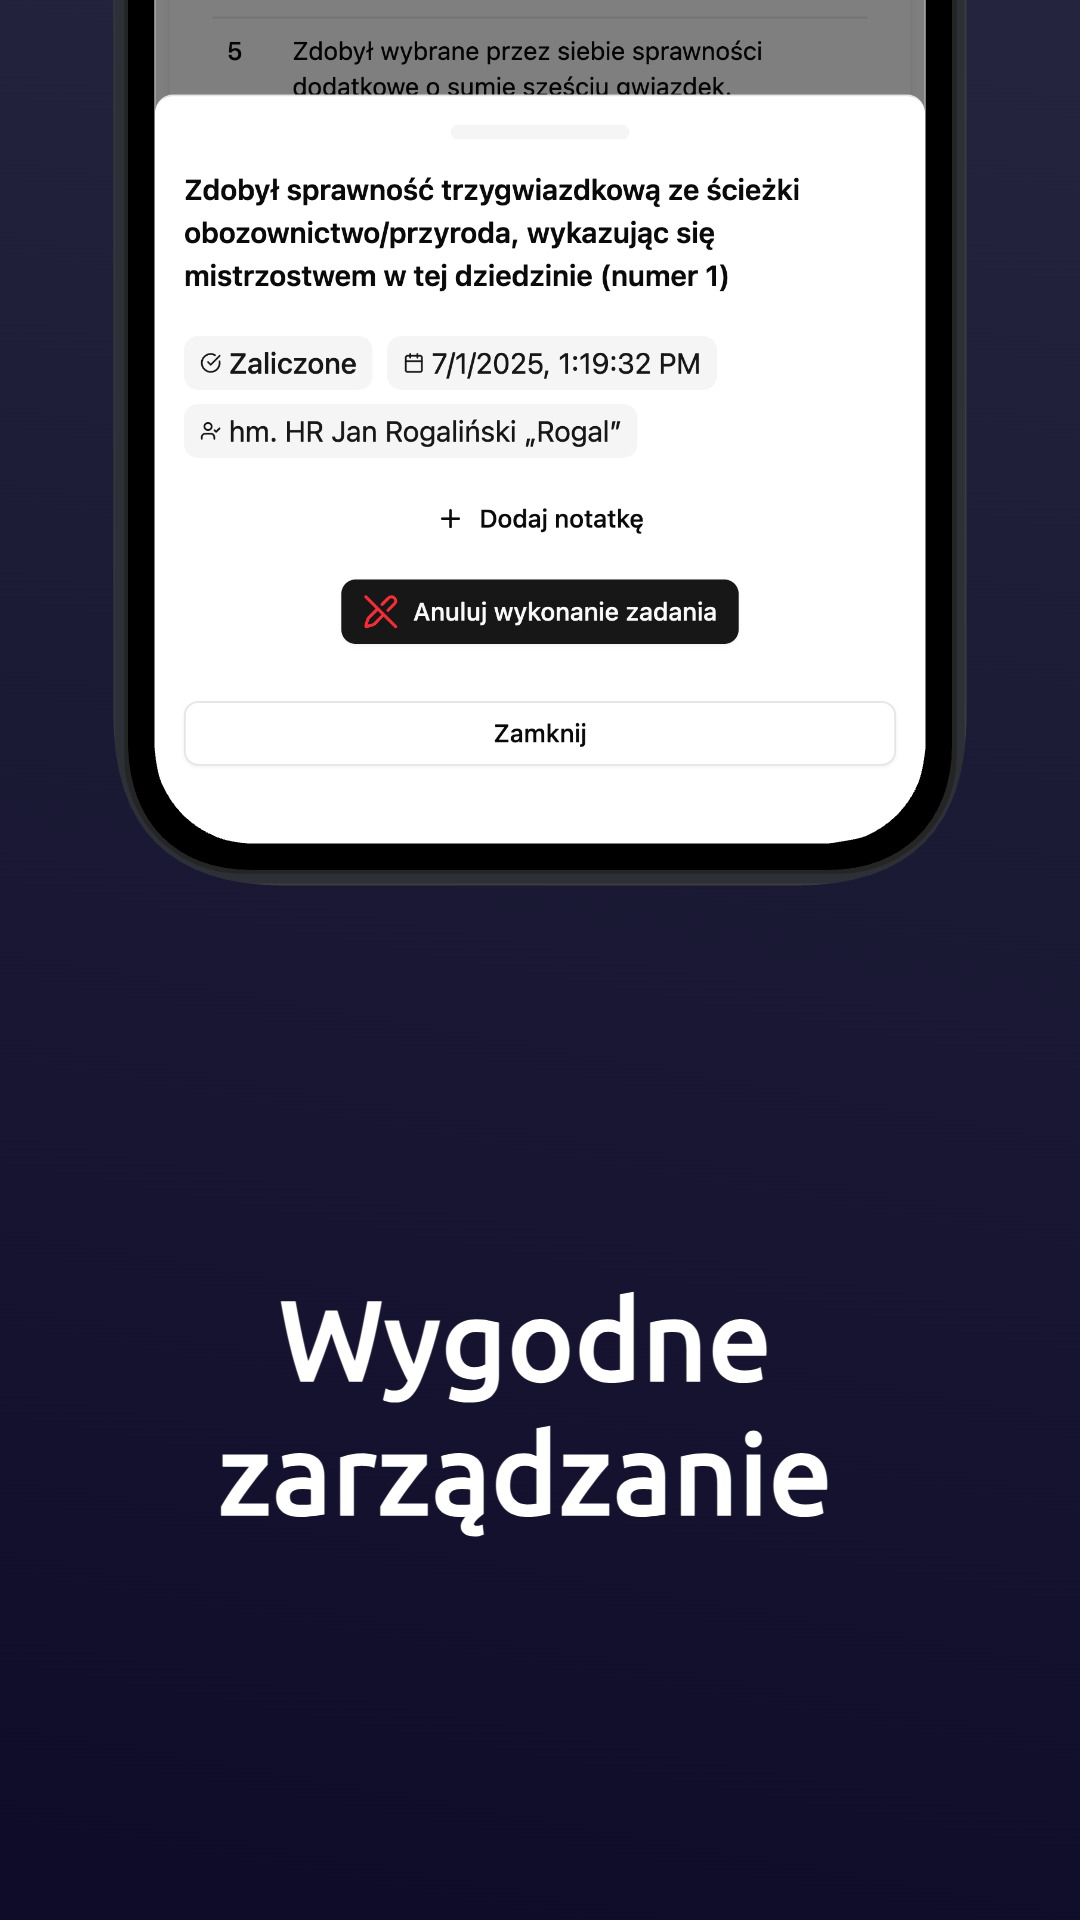 5 Zdobył wybrane przez siebie sprawności
dodatkowe o sumie sześciu gwiazdek.
Zdobył sprawność trzygwiazdkową ze ścieżki
obozownictwo/przyroda, wykazując się
mistrzostwem w tej dziedzinie (numer 1)
Zaliczone 7/1/2025, 1:19:32 PM
hm. HR Jan Rogaliński „Rogal”
+ Dodaj notatkę
Anuluj wykonanie zadania
Zamknij
Wygodne
zarządzanie